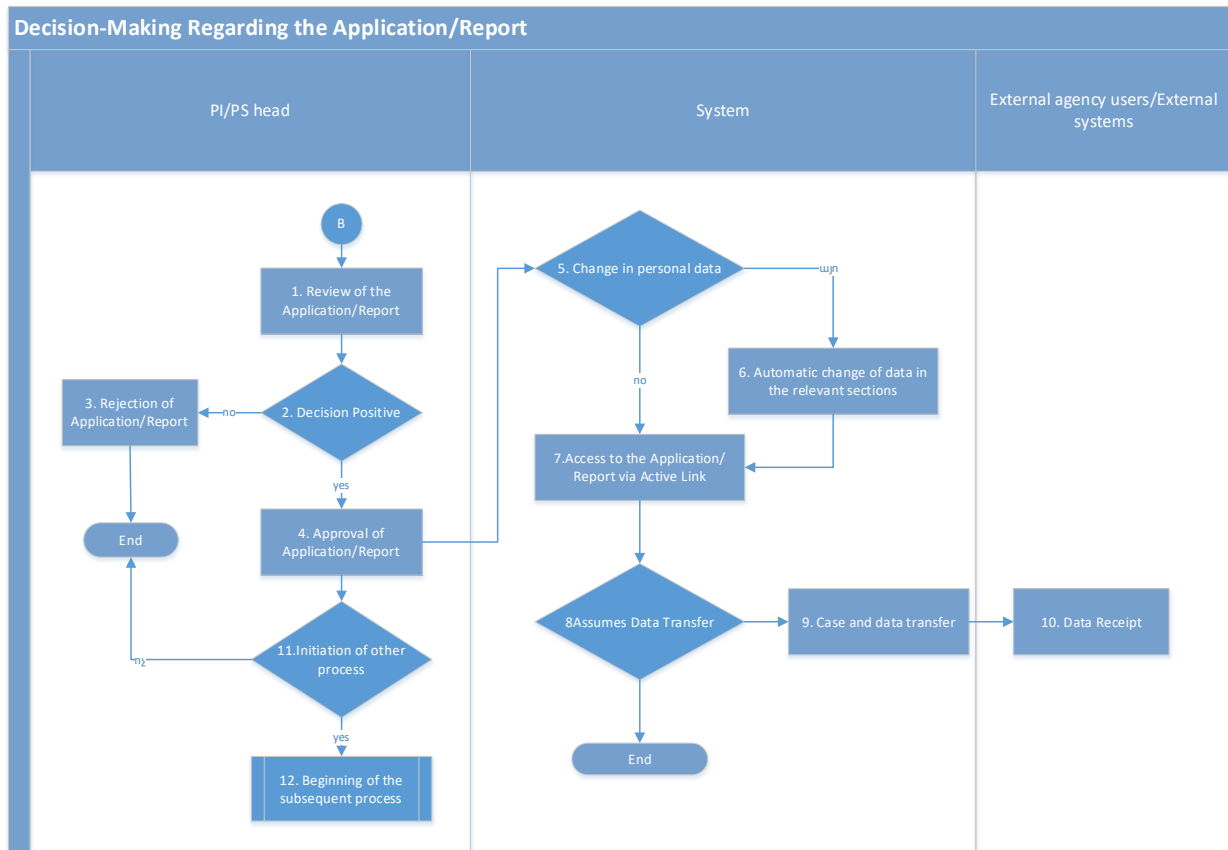 Decision-Making Regarding the Application/Report
PI/PS head
System
External agency users/External
systems
B
1. Review of the
Application/Report
2. Decision Positive
no
3. Rejection of
Application/Report
End
yes
4. Approval of
Application/Report
11.Initiation of other
process
ոչ
yes
12. Beginning of the
subsequent process
5. Change in personal data
այո
no
6. Automatic change of data in
the relevant sections
7.Access to the Application/
Report via Active Link
8Assumes Data Transfer
9. Case and data transfer
End
10. Data Receipt